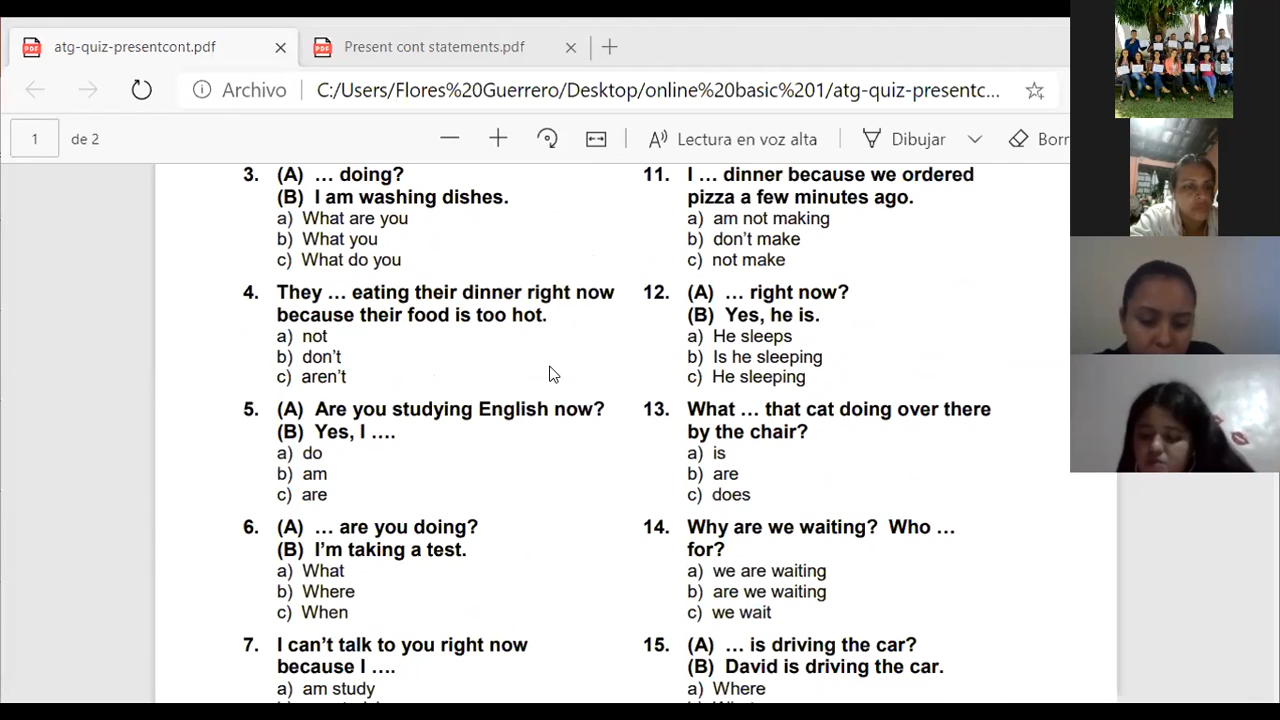 atg-quiz-presentcont.pdf
Present cont statements.pdf
Archivo
C:/Users/Flores%20Guerrero/Desktop/online%20basic%201/atg-quiz-presentc...
1
de 2
Lectura en voz alta
Dibujar
Borr
3. (A) … doing?
(B) I am washing dishes.
a) What are you
b) What you
c) What do you
4. They … eating their dinner right now
because their food is too hot.
a) not
b) don't
c) aren't
5. (A) Are you studying English now?
(B) Yes, I ….
a) do
b) am
c) are
6. (A) … are you doing?
(B) I'm taking a test.
a) What
b) Where
c) When
7. I can't talk to you right now
because I ….
a) am study
11. I … dinner because we ordered
pizza a few minutes ago.
a) am not making
b) don't make
c) not make
12. (A) … right now?
(B) Yes, he is.
a) He sleeps
b) Is he sleeping
c) He sleeping
13. What … that cat doing over there
by the chair?
a) is
b) are
c) does
14. Why are we waiting? Who …
for?
a) we are waiting
b) are we waiting
c) we wait
15. (A) … is driving the car?
(B) David is driving the car.
a) Where